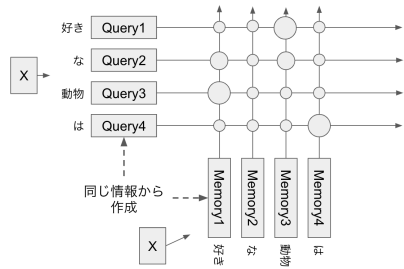 好き Query1
な Query2
X
動物 Query3
は Query4
同じ情報から
作成
Memory1
Memory2
Memory3
Memory4
X
好き
な
動物
は